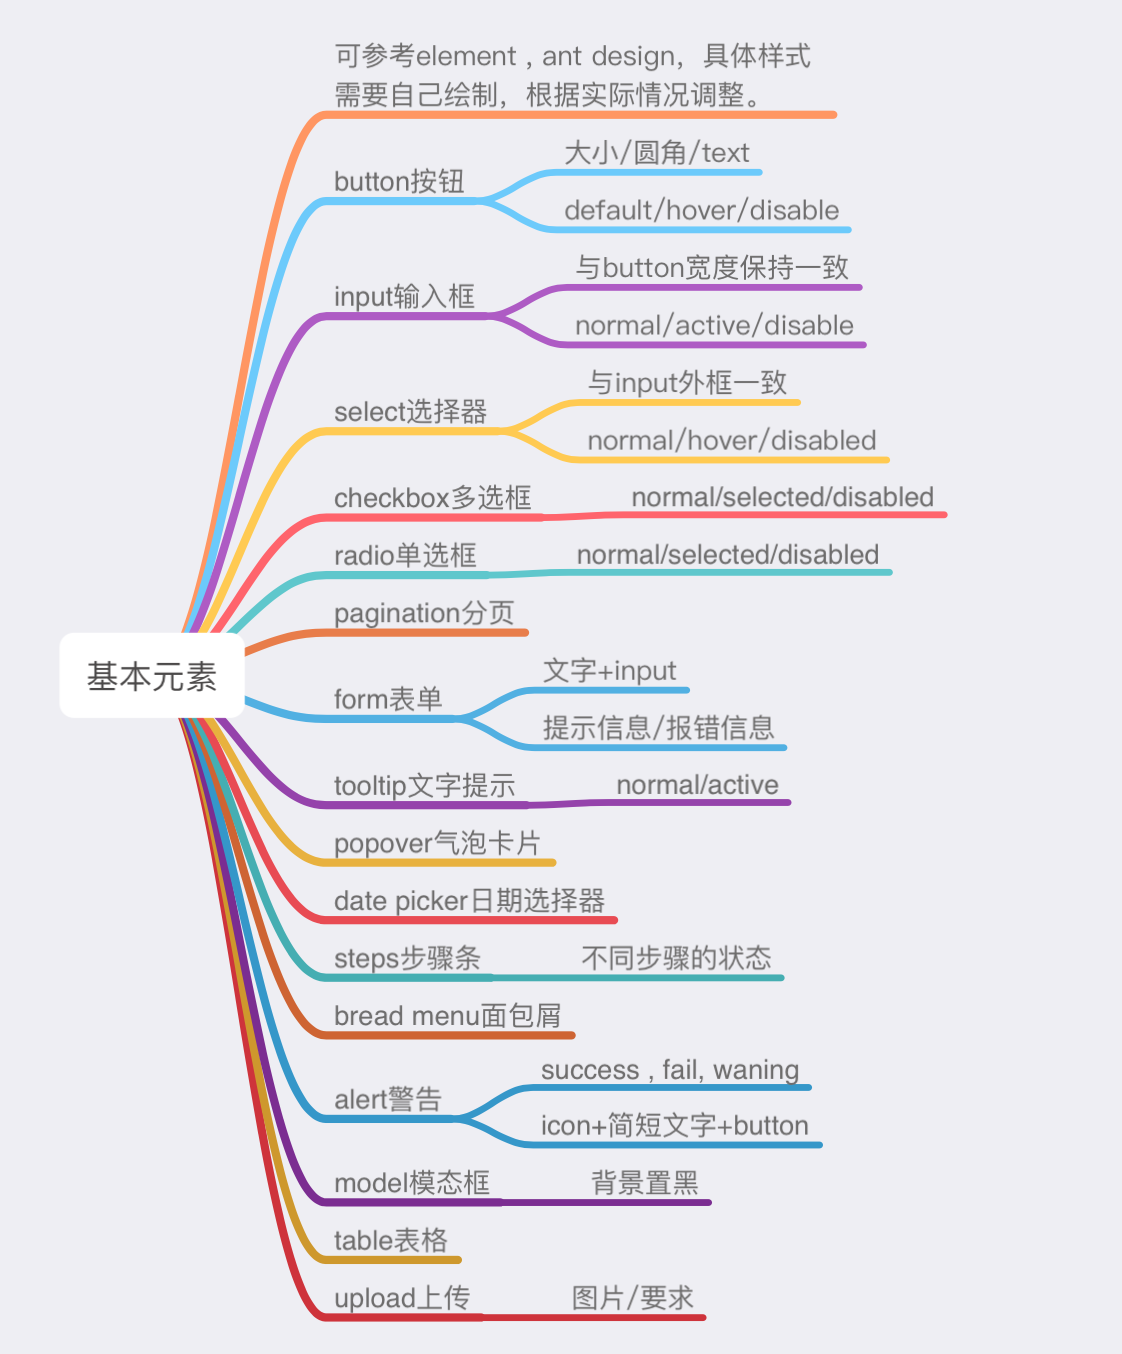 可参考element , ant design，具体样式
需要自己绘制，根据实际情况调整。
button按钮
大小/圆角/text
default/hover/disable
input输入框
与button宽度保持一致
normal/active/disable
select选择器
与input外框一致
normal/hover/disabled
checkbox多选框
normal/selected/disabled
radio单选框
normal/selected/disabled
pagination分页
基本元素
form表单
文字+input
提示信息/报错信息
tooltip文字提示
normal/active
popover气泡卡片
date picker日期选择器
steps步骤条
不同步骤的状态
bread menu面包屑
alert警告
success , fail, waning
icon+简短文字+button
model模态框
背景置黑
table表格
upload上传
图片/要求